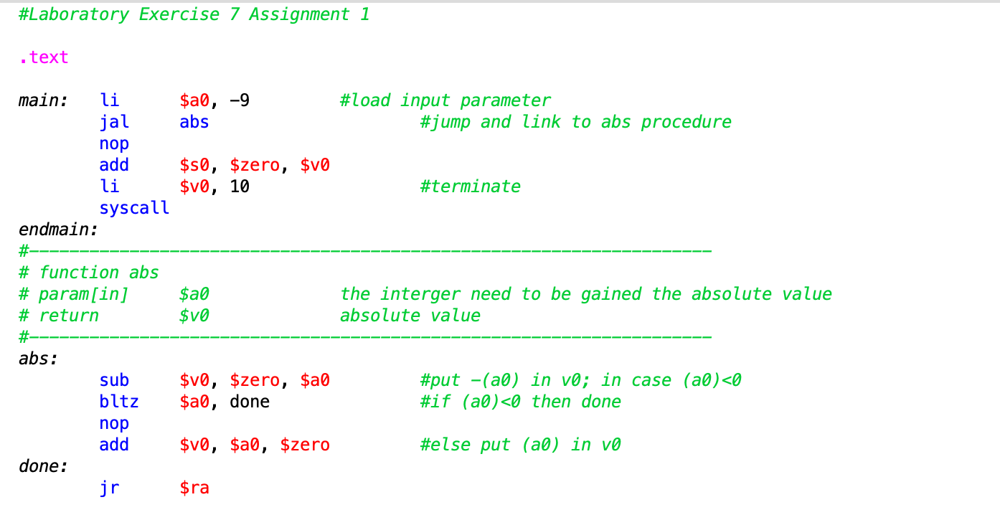 #Laboratory Exercise 7 Assignment 1
.text
main: li $a0, -9 #load input parameter
jal abs #jump and link to abs procedure
nop
add $s0, $zero, $v0
li $v0, 10 #terminate
syscall
endmain:
#--------------------------------------------------------------------
# function abs
# param[in] $a0 the interger need to be gained the absolute value
# return $v0 absolute value
#--------------------------------------------------------------------
abs:
sub $v0, $zero, $a0 #put -(a0) in v0; in case (a0)<0
bltz $a0, done #if (a0)<0 then done
nop
add $v0, $a0, $zero #else put (a0) in v0
done:
jr $ra